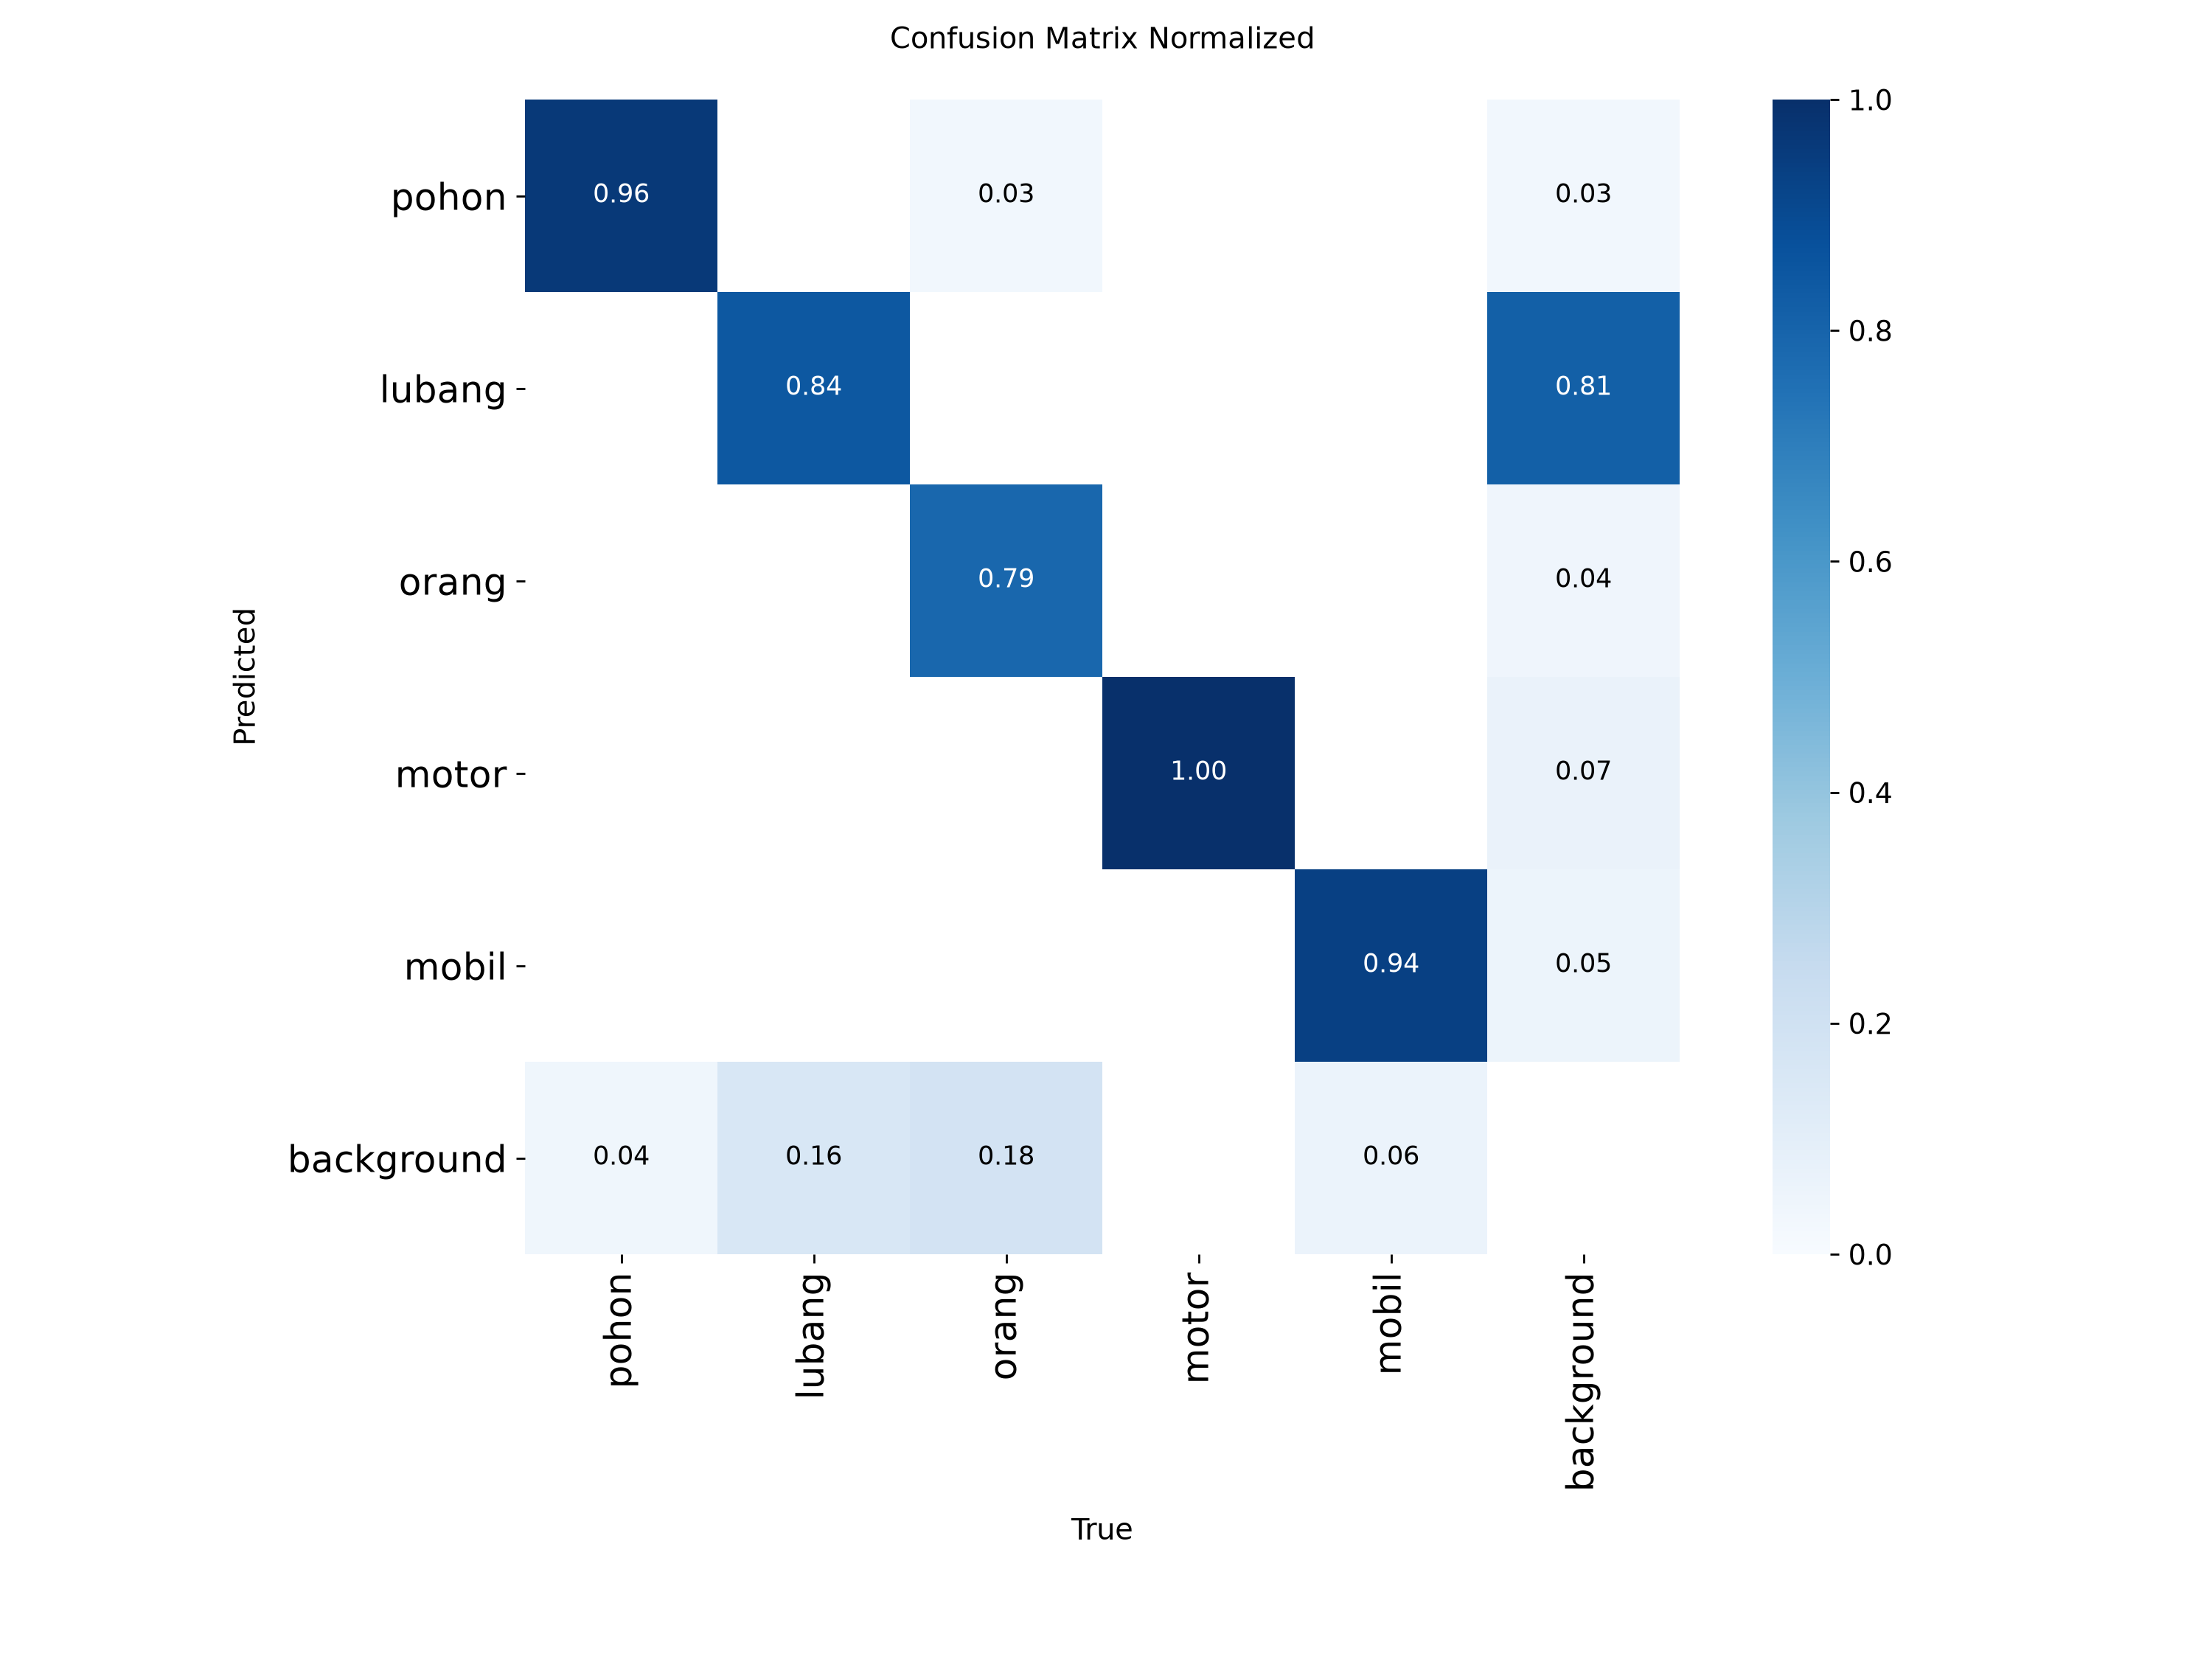 Confusion Matrix Normalized
pohon 0.96 0.03 0.03
lubang 0.84 0.81
orang 0.79 0.04
motor 1.00 0.07
mobil 0.94 0.05
background 0.04 0.16 0.18 0.06
Predicted
pohon lubang orang motor mobil background
True
1.0
0.8
0.6
0.4
0.2
0.0